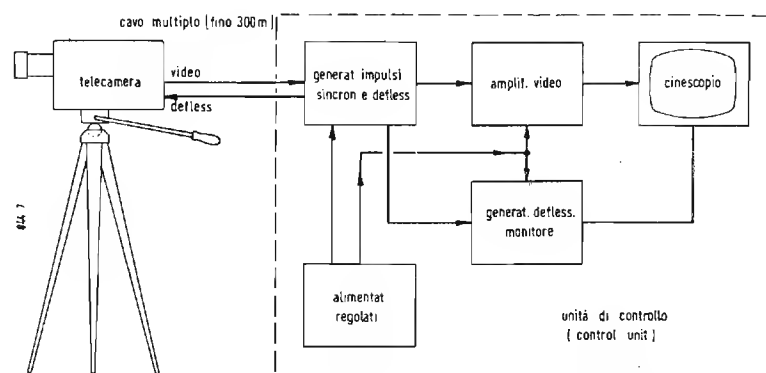 cavo multiplo (fino 300m)
telecamera
video
defless
generat impulsi
sincron e defless
amplif. video
cinescopio
generat. defless.
monitore
alimentat
regolati
unità di controllo
( control unit )